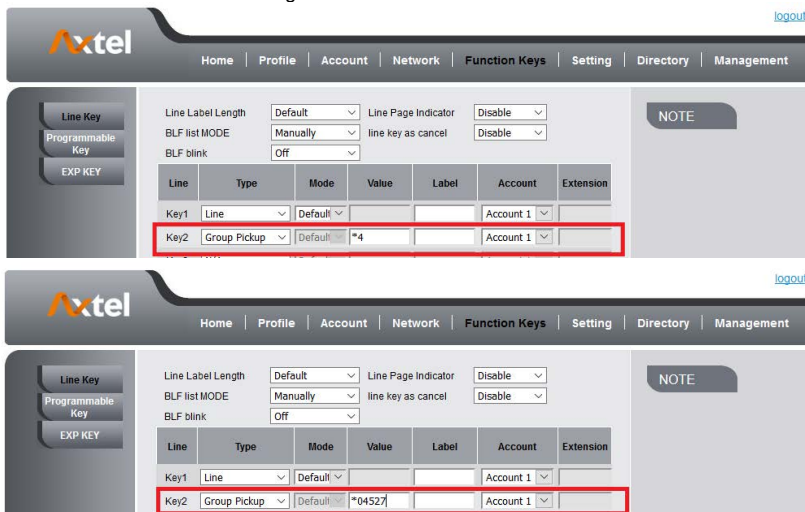 logout
Axtel
Home | Profile | Account | Network | Function Keys | Setting | Directory | Management
Line Key
Programmable Key
EXP KEY
Line Label Length Default Line Page Indicator Disable
BLF list MODE Manually line key as cancel Disable
BLF blink Off
NOTE
Line Type Mode Value Label Account Extension
Key1 Line Default Account 1
Key2 Group Pickup Default *4 Account 1
logout
Axtel
Home | Profile | Account | Network | Function Keys | Setting | Directory | Management
Line Key
Programmable Key
EXP KEY
Line Label Length Default Line Page Indicator Disable
BLF list MODE Manually line key as cancel Disable
BLF blink Off
NOTE
Line Type Mode Value Label Account Extension
Key1 Line Default Account 1
Key2 Group Pickup Default *04527 Account 1